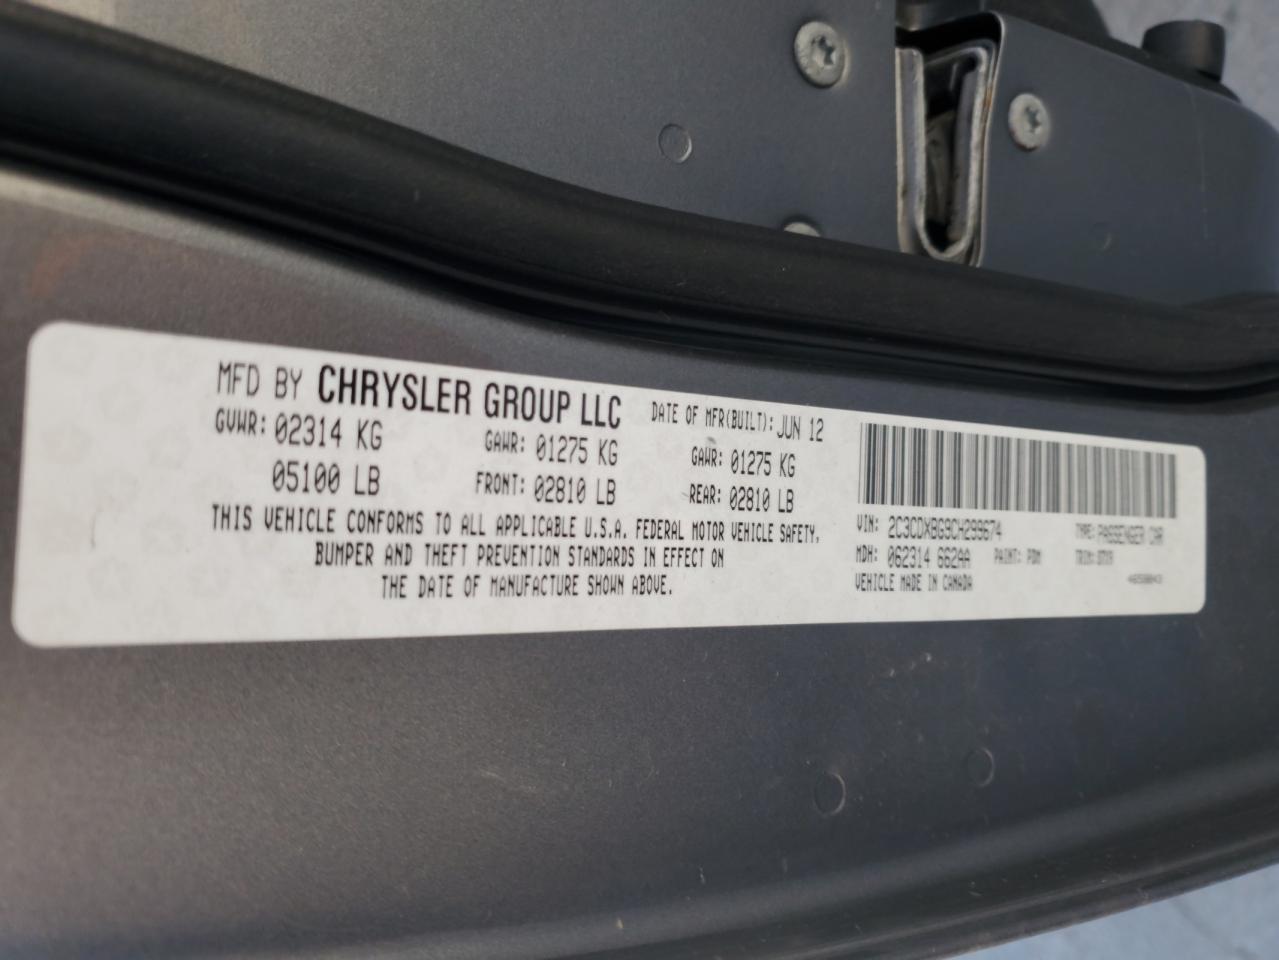 MFD BY CHRYSLER GROUP LLC DATE OF MFR(BUILT): JUN 12
GVWR: 02314 KG GAWR: 01275 KG GAWR: 01275 KG
05100 LB FRONT: 02810 LB REAR: 02810 LB
THIS VEHICLE CONFORMS TO ALL APPLICABLE U.S.A. FEDERAL MOTOR VEHICLE SAFETY,
BUMPER AND THEFT PREVENTION STANDARDS IN EFFECT ON
THE DATE OF MANUFACTURE SHOWN ABOVE.
VIN: 2C3CDXBG9CH299674 TYPE: PASSENGER CAR
MDH: 062314 662AA PAINT: PDM TRIM:
VEHICLE MADE IN CANADA